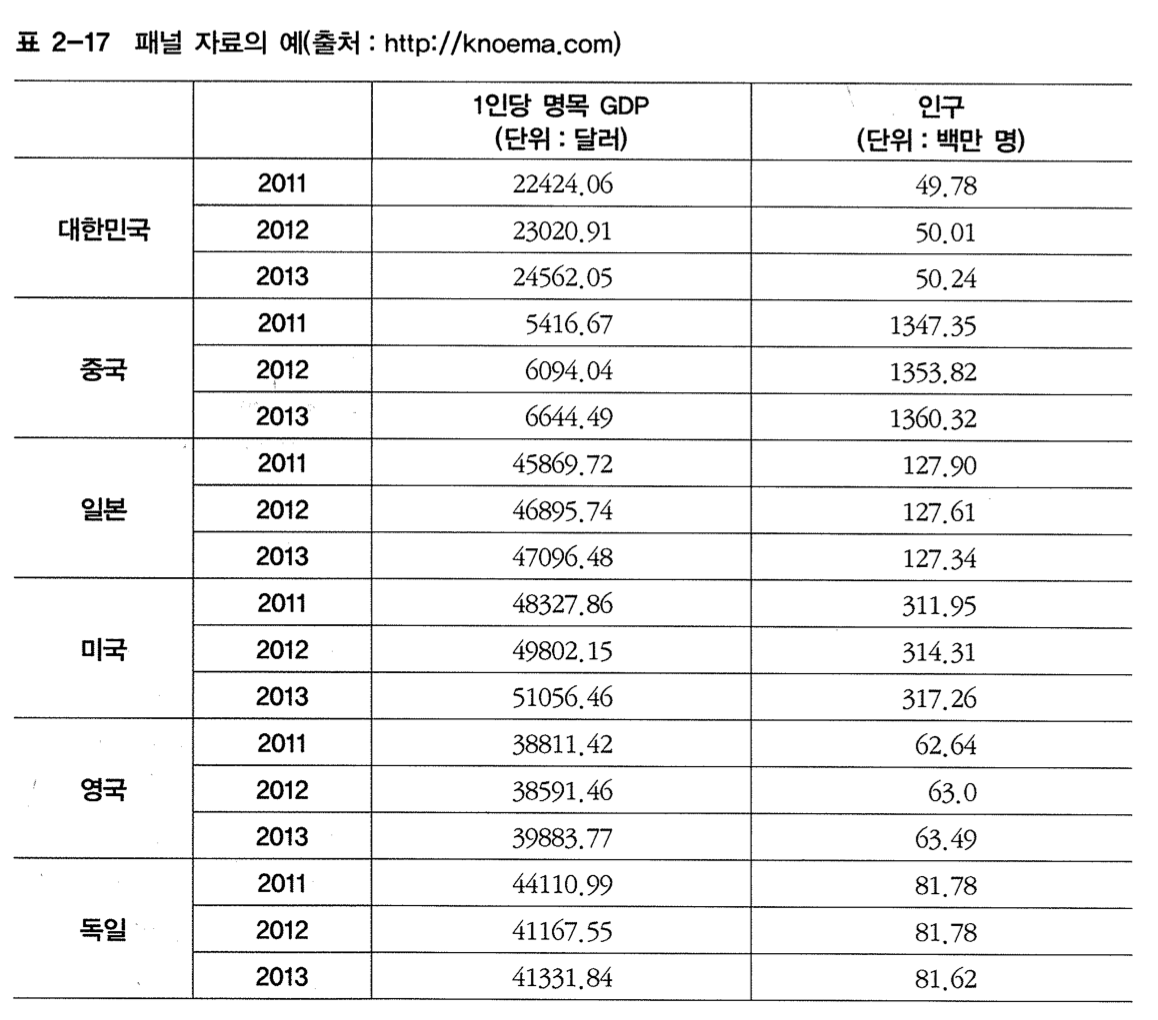 표 2-17 패널 자료의 예(출처 : http://knoema.com)
1인당 명목 GDP 인구
(단위 : 달러) (단위 : 백만 명)
대한민국 2011 22424.06 49.78
2012 23020.91 50.01
2013 24562.05 50.24
중국 2011 5416.67 1347.35
2012 6094.04 1353.82
2013 6644.49 1360.32
일본 2011 45869.72 127.90
2012 46895.74 127.61
2013 47096.48 127.34
미국 2011 48327.86 311.95
2012 49802.15 314.31
2013 51056.46 317.26
영국 2011 38811.42 62.64
2012 38591.46 63.0
2013 39883.77 63.49
독일 2011 44110.99 81.78
2012 41167.55 81.78
2013 41331.84 81.62